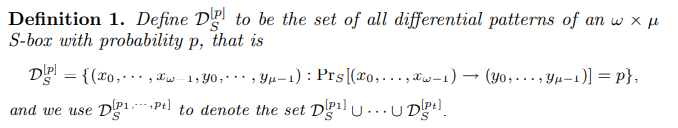 Definition 1. Define D_S^[p] to be the set of all differential patterns of an ω × μ
S-box with probability p, that is
D_S^[p] = {(x_0, ⋯ , x_{ω−1}, y_0, ⋯ , y_{μ−1}) : Pr_S[(x_0, . . . , x_{ω−1}) → (y_0, . . . , y_{μ−1})] = p},
and we use D_S^[p_1,⋯,p_t] to denote the set D_S^[p_1] ∪ ⋯ ∪ D_S^[p_t].